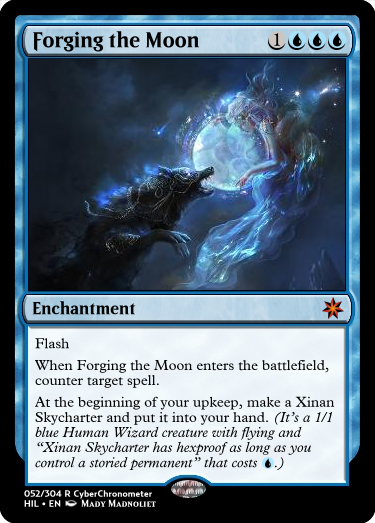 Forging the Moon 1
Enchantment
Flash
When Forging the Moon enters the battlefield,
counter target spell.
At the beginning of your upkeep, make a Xinan
Skycharter and put it into your hand. (It's a 1/1
blue Human Wizard creature with flying and
“Xinan Skycharter has hexproof as long as you
control a storied permanent” that costs .)
052/304 R CyberChronometer
HIL • EN Mady Madnoliet